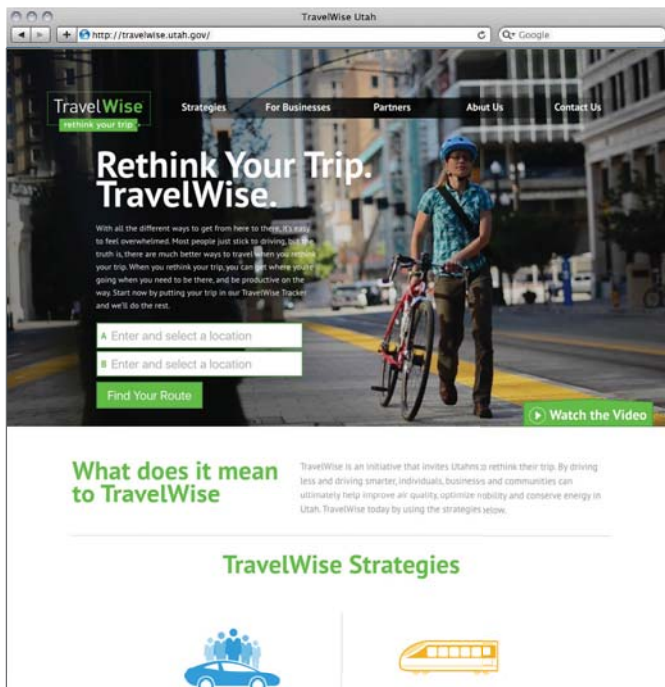 TravelWise Utah
http://travelwise.utah.gov/
Google
TravelWise
rethink your trip
Strategies
For Businesses
Partners
About Us
Contact Us
Rethink Your Trip.
TravelWise.
With all the different ways to get from here to there, it's easy
to feel overwhelmed. Most people just stick to driving, but the
truth is, there are much better ways to travel when you rethink
your trip. When you rethink your trip, you can get where you're
going when you need to be there, and be productive on the
way. Start now by putting your trip in our TravelWise Tracker
and we'll do the rest.
A Enter and select a location
B Enter and select a location
Find Your Route
Watch the Video
What does it mean
to TravelWise
TravelWise is an initiative that invites Utahns to rethink their trip. By driving
less and driving smarter, individuals, businesses and communities can
ultimately help improve air quality, optimize mobility and conserve energy in
Utah. TravelWise today by using the strategies below.
TravelWise Strategies